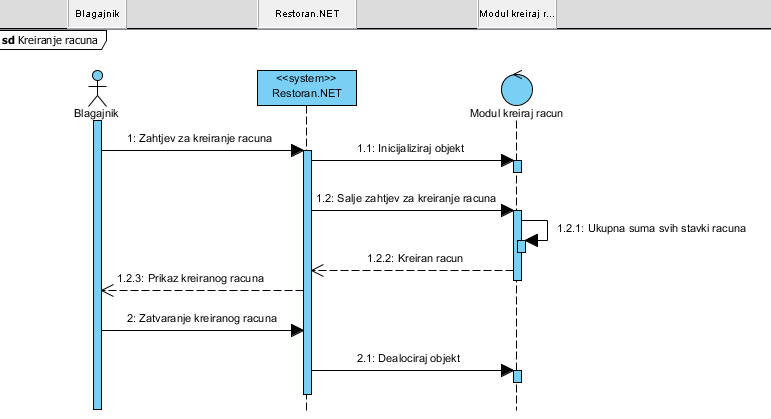 Blagajnik
Restoran.NET
Modul kreiraj r...
sd Kreiranje racuna
<<system>>
Restoran.NET
Blagajnik
Modul kreiraj racun
1: Zahtjev za kreiranje racuna
1.1: Inicijaliziraj objekt
1.2: Salje zahtjev za kreiranje racuna
1.2.1: Ukupna suma svih stavki racuna
1.2.2: Kreiran racun
1.2.3: Prikaz kreiranog racuna
2: Zatvaranje kreiranog racuna
2.1: Dealociraj objekt